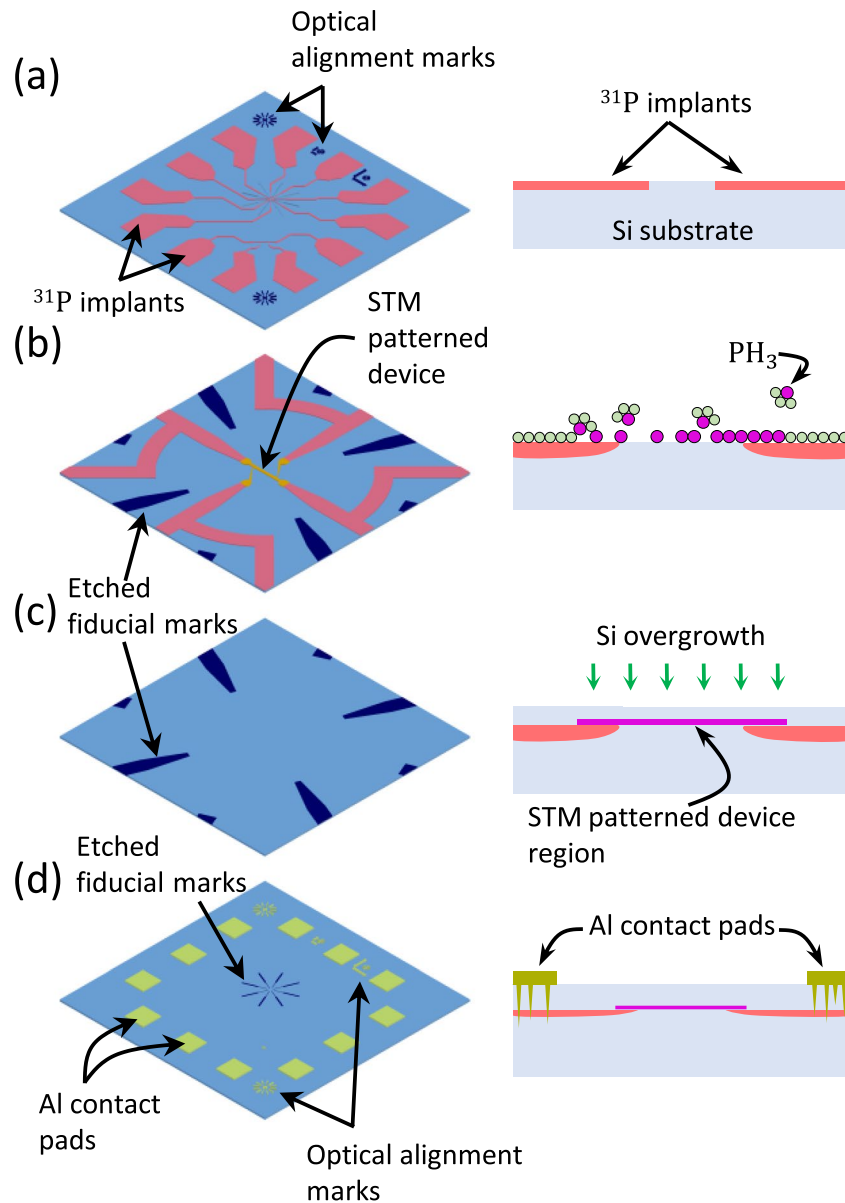 (a)
Optical
alignment marks
³¹P implants
³¹P implants
Si substrate
(b)
STM
patterned
device
PH₃
Etched
fiducial marks
(c)
Si overgrowth
STM patterned device
region
Etched
fiducial marks
(d)
Al contact pads
Al contact
pads
Optical alignment
marks